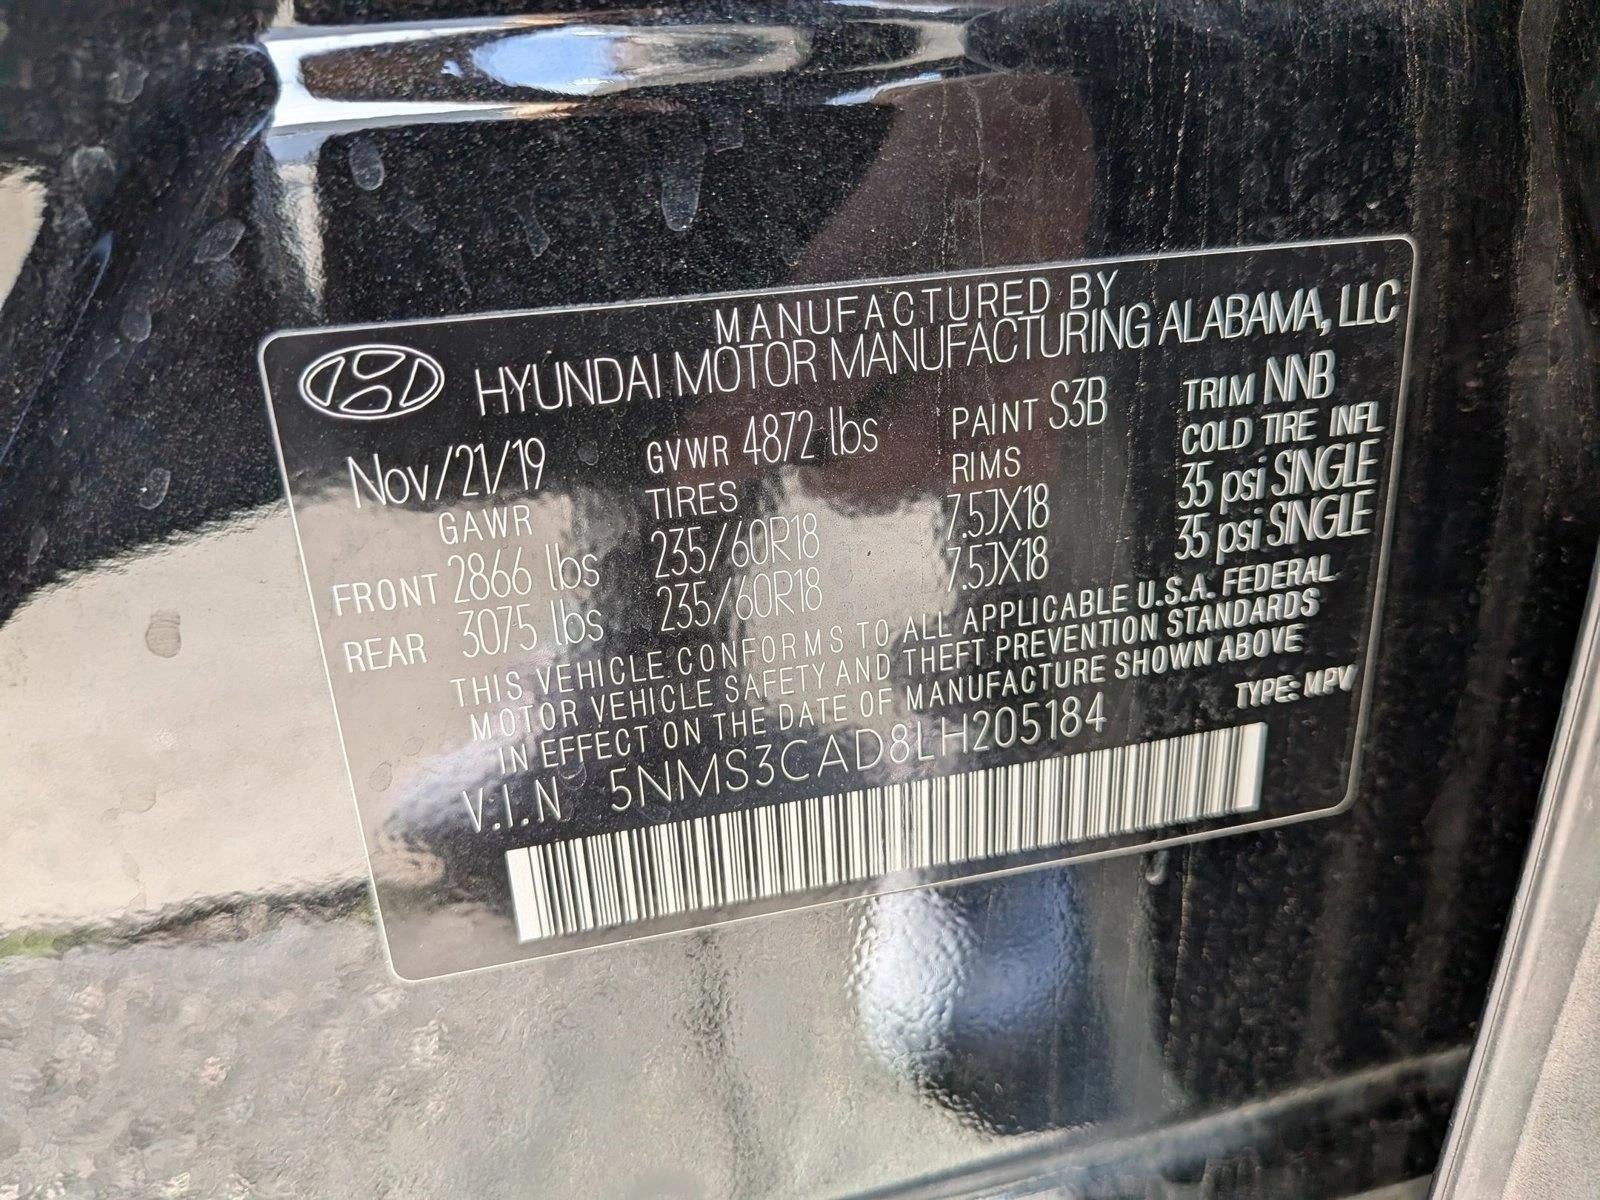 MANUFACTURED BY
HYUNDAI MOTOR MANUFACTURING ALABAMA, LLC
Nov/21/19 GVWR 4872 lbs PAINT S3B TRIM NNB
GAWR TIRES RIMS COLD TIRE INFL
FRONT 2866 lbs 235/60R18 7.5JX18 35 psi SINGLE
REAR 3075 lbs 235/60R18 7.5JX18 35 psi SINGLE
THIS VEHICLE CONFORMS TO ALL APPLICABLE U.S.A. FEDERAL
MOTOR VEHICLE SAFETY AND THEFT PREVENTION STANDARDS
IN EFFECT ON THE DATE OF MANUFACTURE SHOWN ABOVE
V.I.N 5NMS3CAD8LH205184 TYPE: MPV